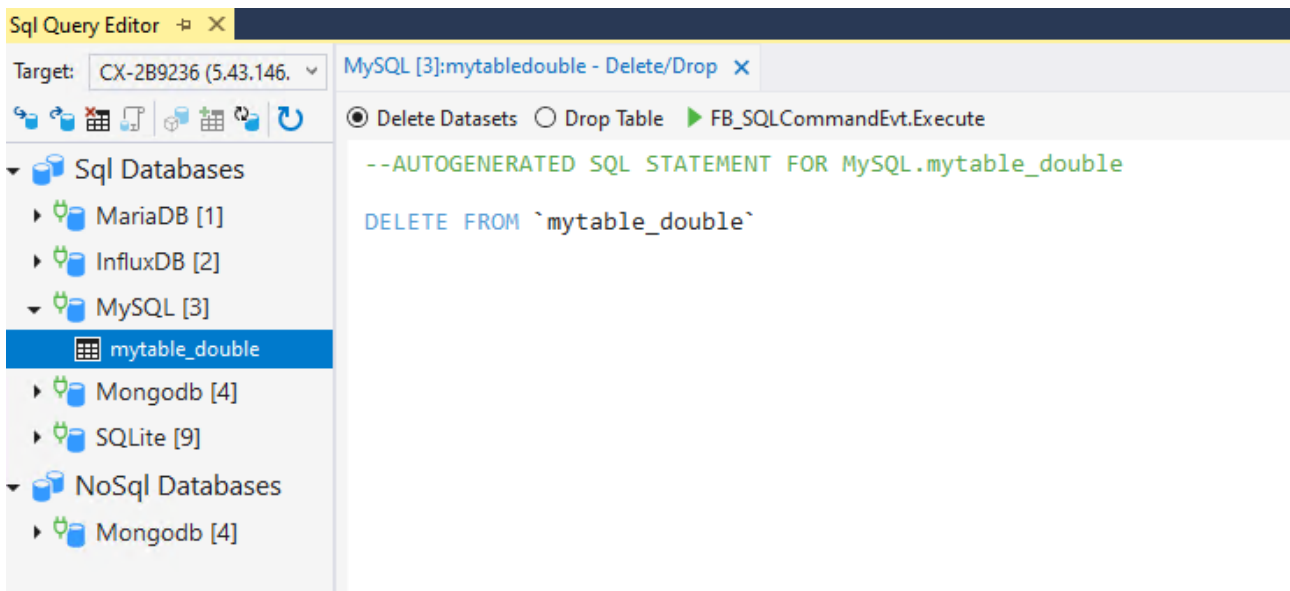 Sql Query Editor
Target: CX-2B9236 (5.43.146.
Sql Databases
MariaDB [1]
InfluxDB [2]
MySQL [3]
mytable_double
Mongodb [4]
SQLite [9]
NoSql Databases
Mongodb [4]
MySQL [3]:mytabledouble - Delete/Drop
Delete Datasets Drop Table FB_SQLCommandEvt.Execute
--AUTOGENERATED SQL STATEMENT FOR MySQL.mytable_double
DELETE FROM `mytable_double`